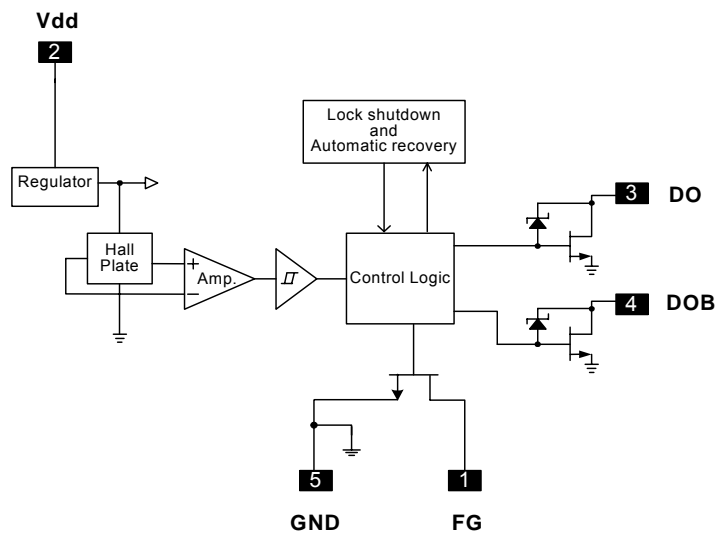 Vdd
2
Lock shutdown
and
Automatic recovery
Regulator
3 DO
Hall
Plate
+
Amp.
−
Control Logic
4 DOB
5
1
GND
FG